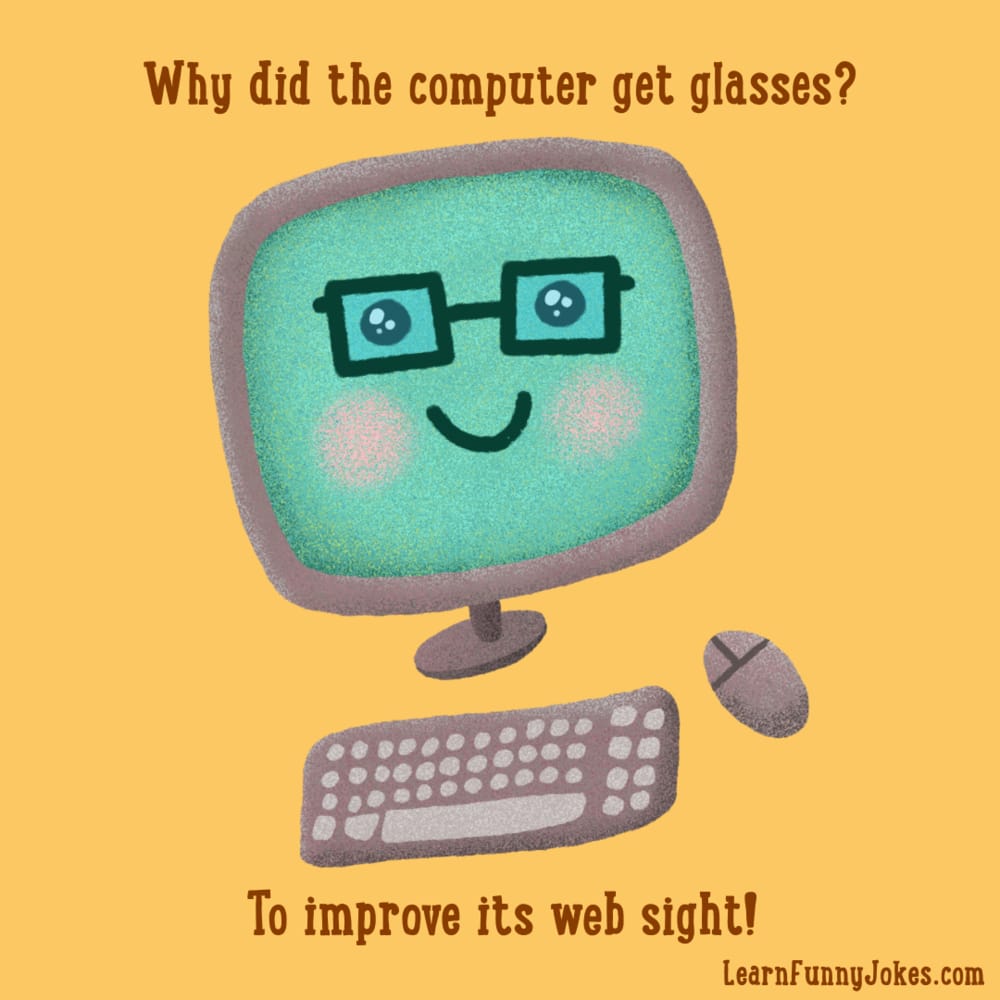 Why did the computer get glasses?
To improve its web sight!
LearnFunnyJokes.com